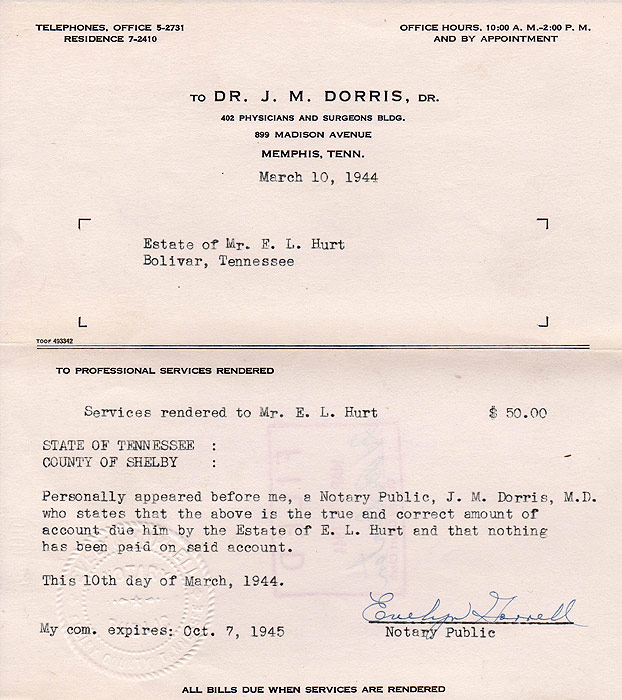 TELEPHONES, OFFICE 5-2731
RESIDENCE 7-2410
OFFICE HOURS, 10:00 A. M.-2:00 P. M.
AND BY APPOINTMENT
TO DR. J. M. DORRIS, DR.
402 PHYSICIANS AND SURGEONS BLDG.
899 MADISON AVENUE
MEMPHIS, TENN.
March 10, 1944
Estate of Mr. E. L. Hurt
Bolivar, Tennessee
TOOF 493342
TO PROFESSIONAL SERVICES RENDERED
Services rendered to Mr. E. L. Hurt $ 50.00
STATE OF TENNESSEE :
COUNTY OF SHELBY :
Personally appeared before me, a Notary Public, J. M. Dorris, M.D.
who states that the above is the true and correct amount of
account due him by the Estate of E. L. Hurt and that nothing
has been paid on said account.
This 10th day of March, 1944.
Evelyn Harrell
My com. expires: Oct. 7, 1945
Notary Public
ALL BILLS DUE WHEN SERVICES ARE RENDERED